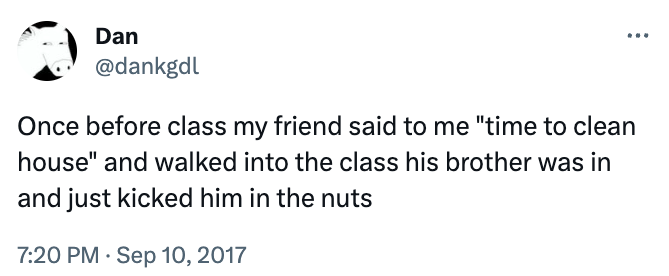 Dan
@dankgdl
Once before class my friend said to me "time to clean
house" and walked into the class his brother was in
and just kicked him in the nuts
7:20 PM · Sep 10, 2017